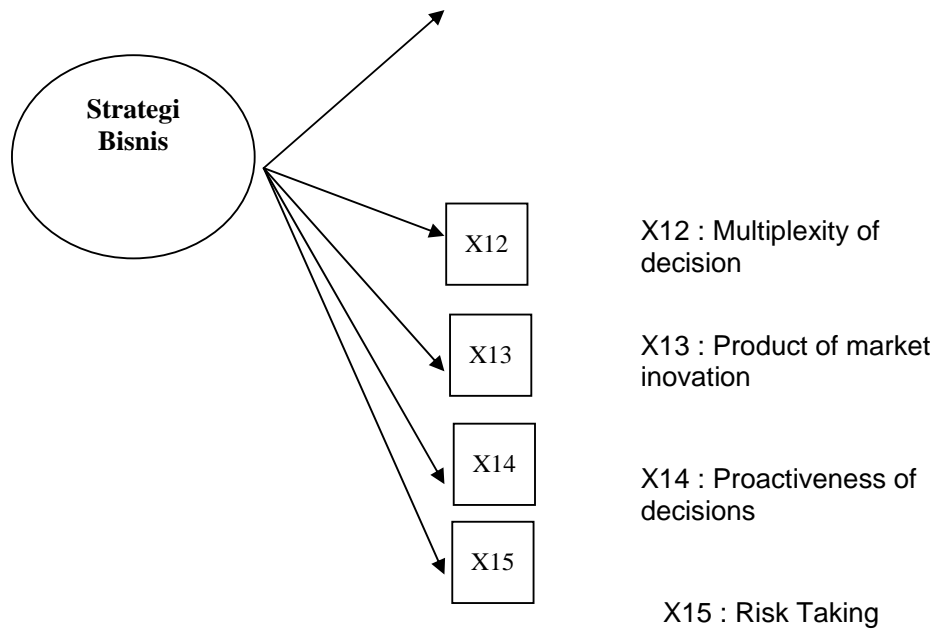 Strategi
Bisnis
X12
X12 : Multiplexity of
decision
X13
X13 : Product of market
inovation
X14
X14 : Proactiveness of
decisions
X15
X15 : Risk Taking